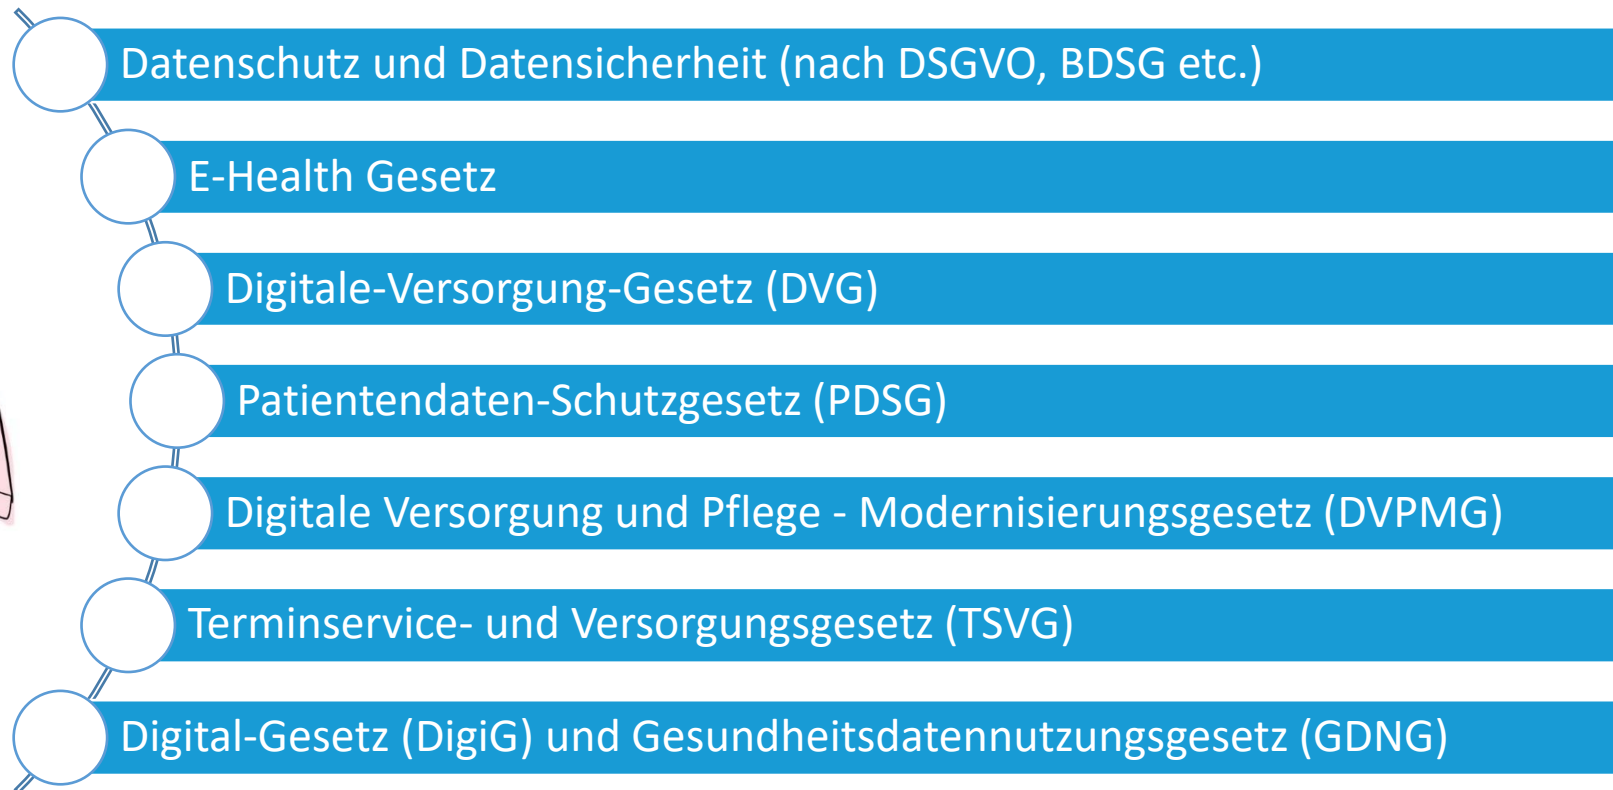 Datenschutz und Datensicherheit (nach DSGVO, BDSG etc.)
E-Health Gesetz
Digitale-Versorgung-Gesetz (DVG)
Patientendaten-Schutzgesetz (PDSG)
Digitale Versorgung und Pflege - Modernisierungsgesetz (DVPMG)
Terminservice- und Versorgungsgesetz (TSVG)
Digital-Gesetz (DigiG) und Gesundheitsdatennutzungsgesetz (GDNG)